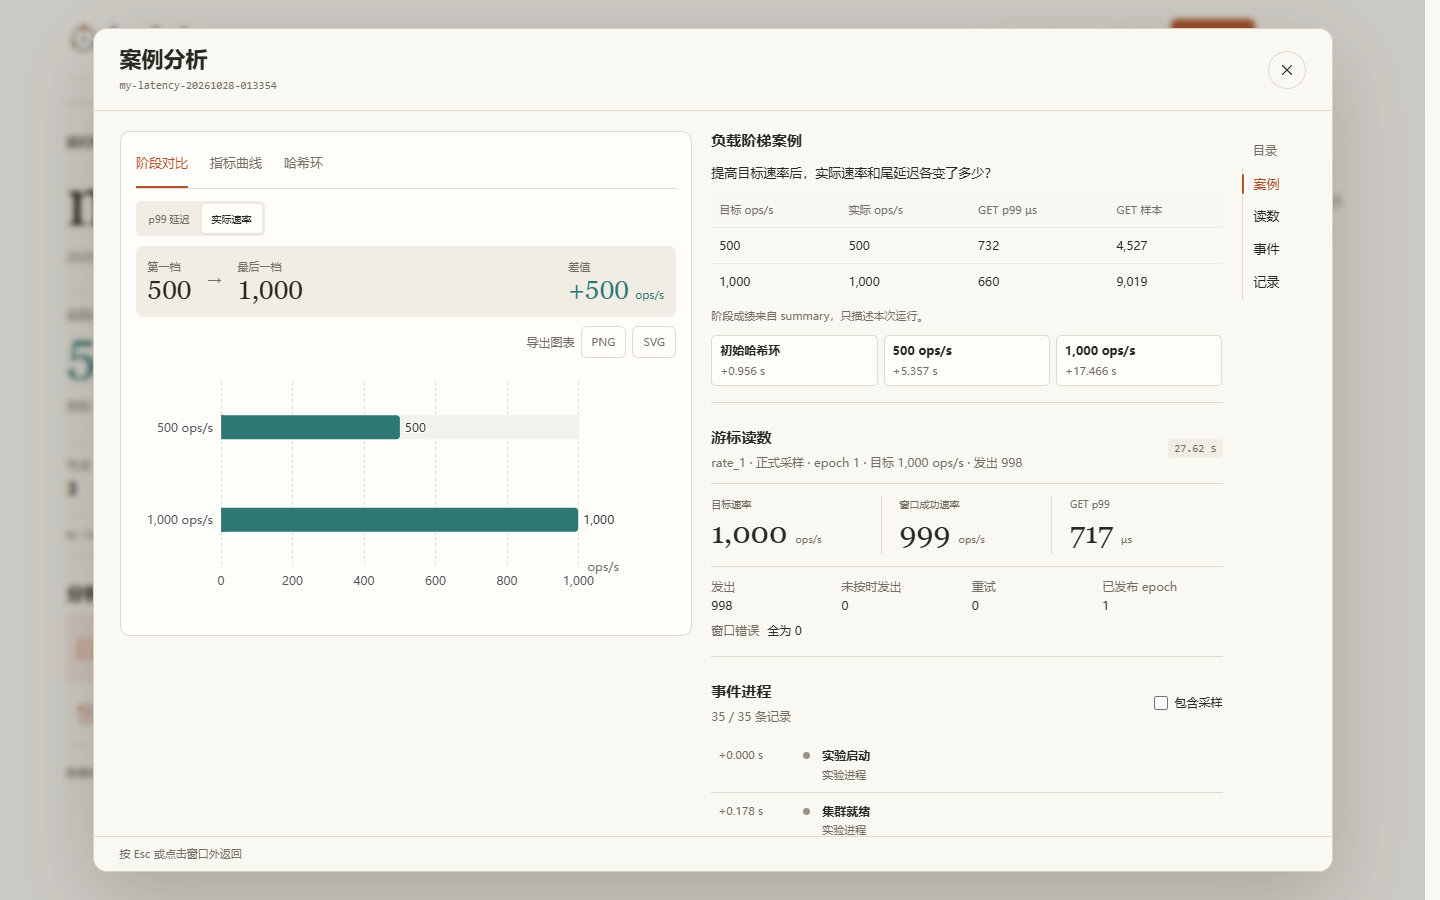 案例分析
my-latency-20261028-013354
阶段对比 指标曲线 哈希环
p99 延迟 实际速率
第一档 最后一档 差值
500 → 1,000 +500 ops/s
导出图表 PNG SVG
500 ops/s 500
1,000 ops/s 1,000
ops/s
0 200 400 600 800 1,000
负载阶梯案例
提高目标速率后，实际速率和尾延迟各变了多少？
目标 ops/s 实际 ops/s GET p99 μs GET 样本
500 500 732 4,527
1,000 1,000 660 9,019
阶段成绩来自 summary，只描述本次运行。
初始哈希环 500 ops/s 1,000 ops/s
+0.956 s +5.357 s +17.466 s
游标读数
27.62 s
rate_1 · 正式采样 · epoch 1 · 目标 1,000 ops/s · 发出 998
目标速率 窗口成功速率 GET p99
1,000 ops/s 999 ops/s 717 μs
发出 未按时发出 重试 已发布 epoch
998 0 0 1
窗口错误 全为 0
事件进程
包含采样
35 / 35 条记录
+0.000 s 实验启动
实验进程
+0.178 s 集群就绪
实验进程
目录
案例
读数
事件
记录
按 Esc 或点击窗口外返回